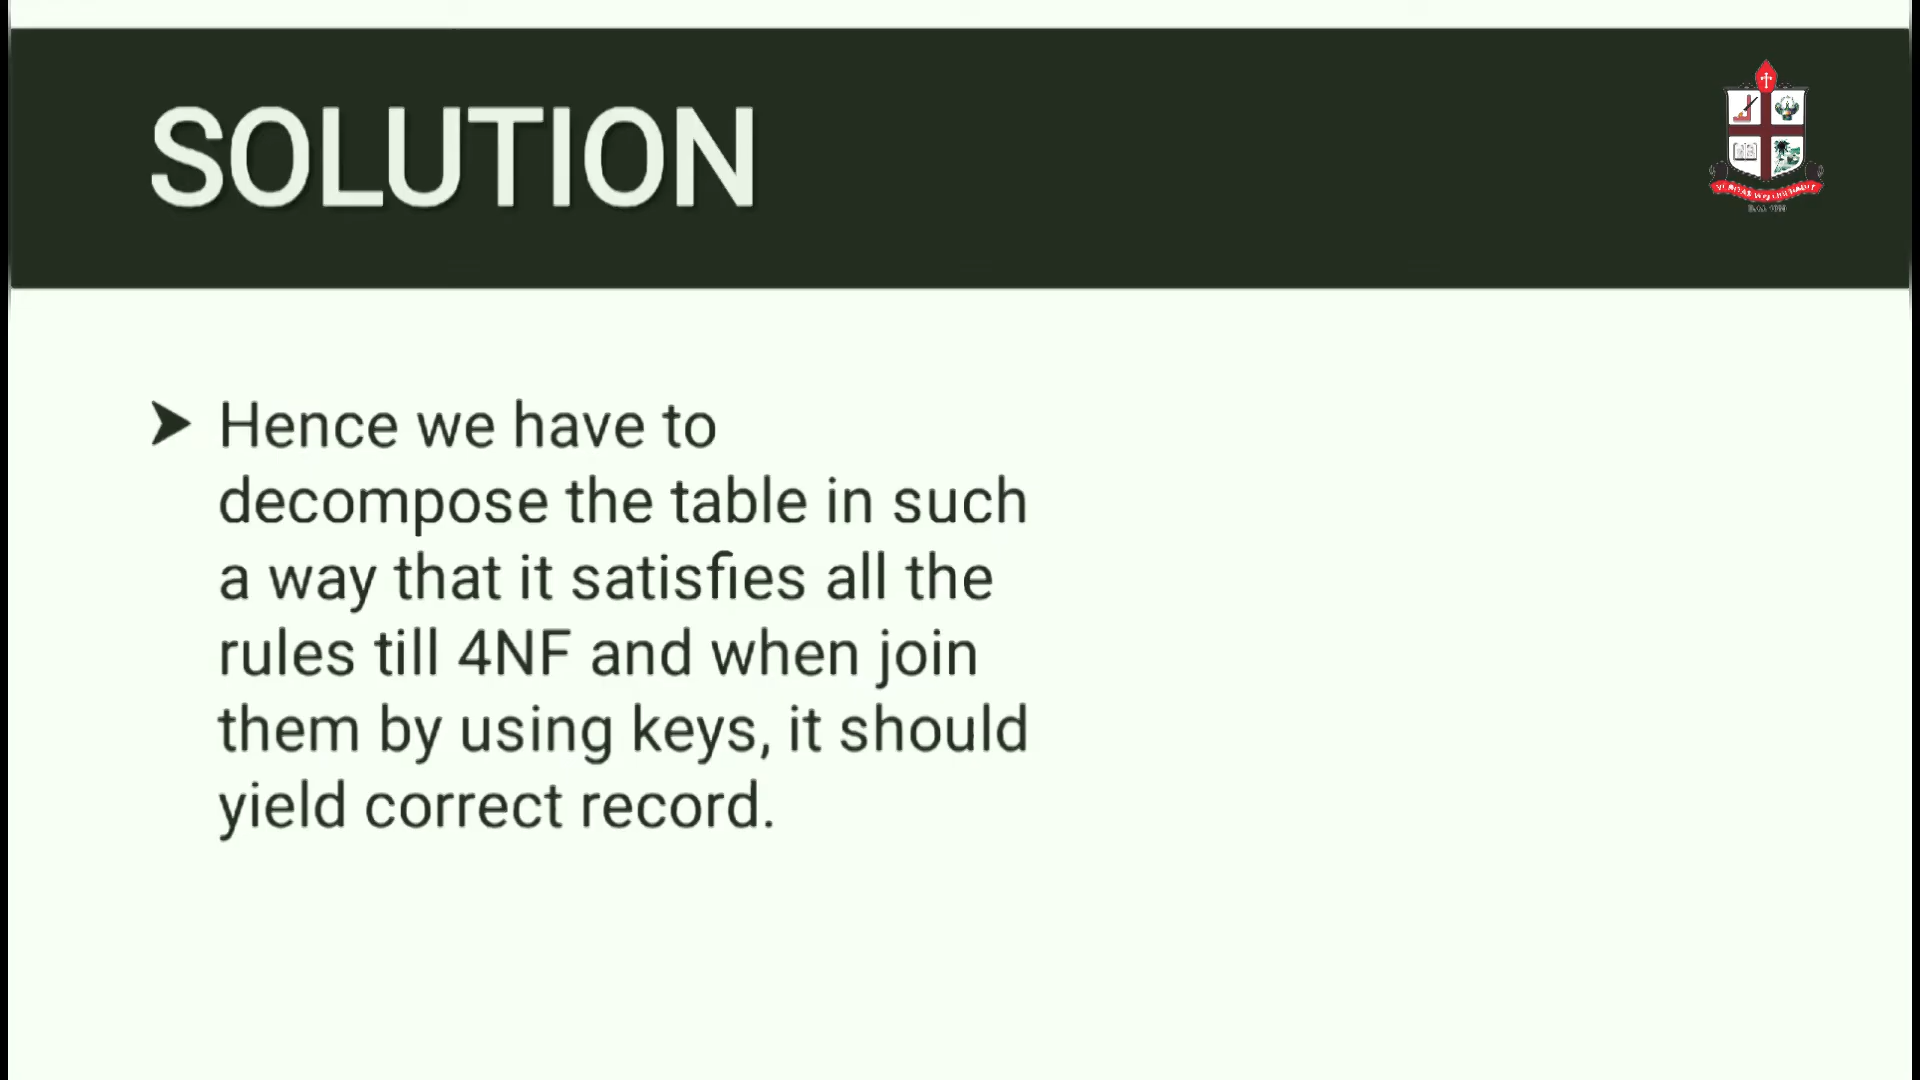 SOLUTION
➤ Hence we have to
decompose the table in such
a way that it satisfies all the
rules till 4NF and when join
them by using keys, it should
yield correct record.